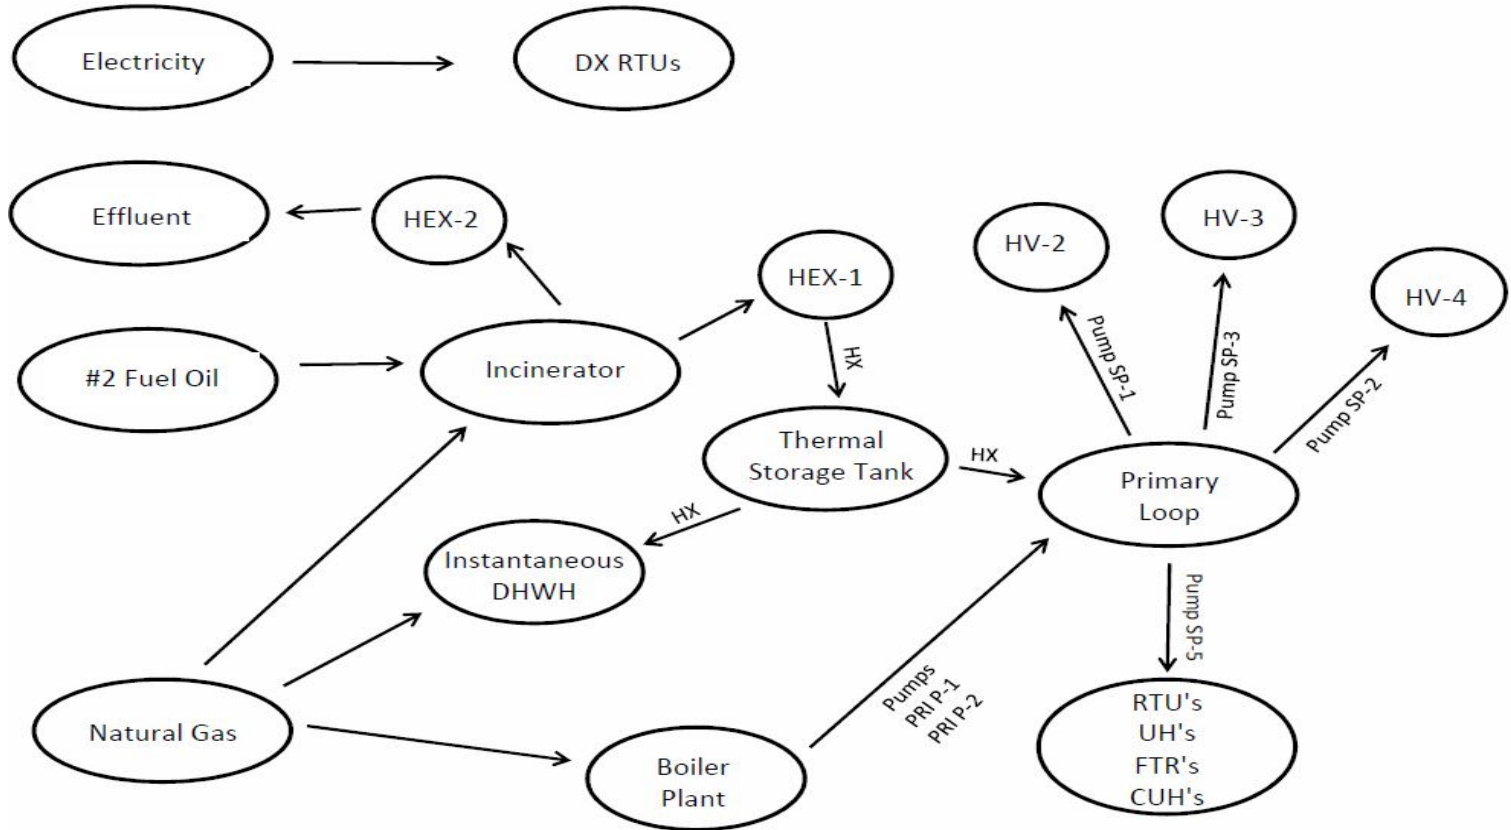 Electricity
DX RTUs
Effluent
HEX-2
HEX-1
HV-2
HV-3
HV-4
#2 Fuel Oil
Incinerator
HX
Pump SP-1
Pump SP-3
Pump SP-2
Thermal
Storage Tank
HX
Primary
Loop
HX
Instantaneous
DHWH
Pump SP-5
Natural Gas
Boiler
Plant
Pumps
PRI P-1
PRI P-2
RTU's
UH's
FTR's
CUH's